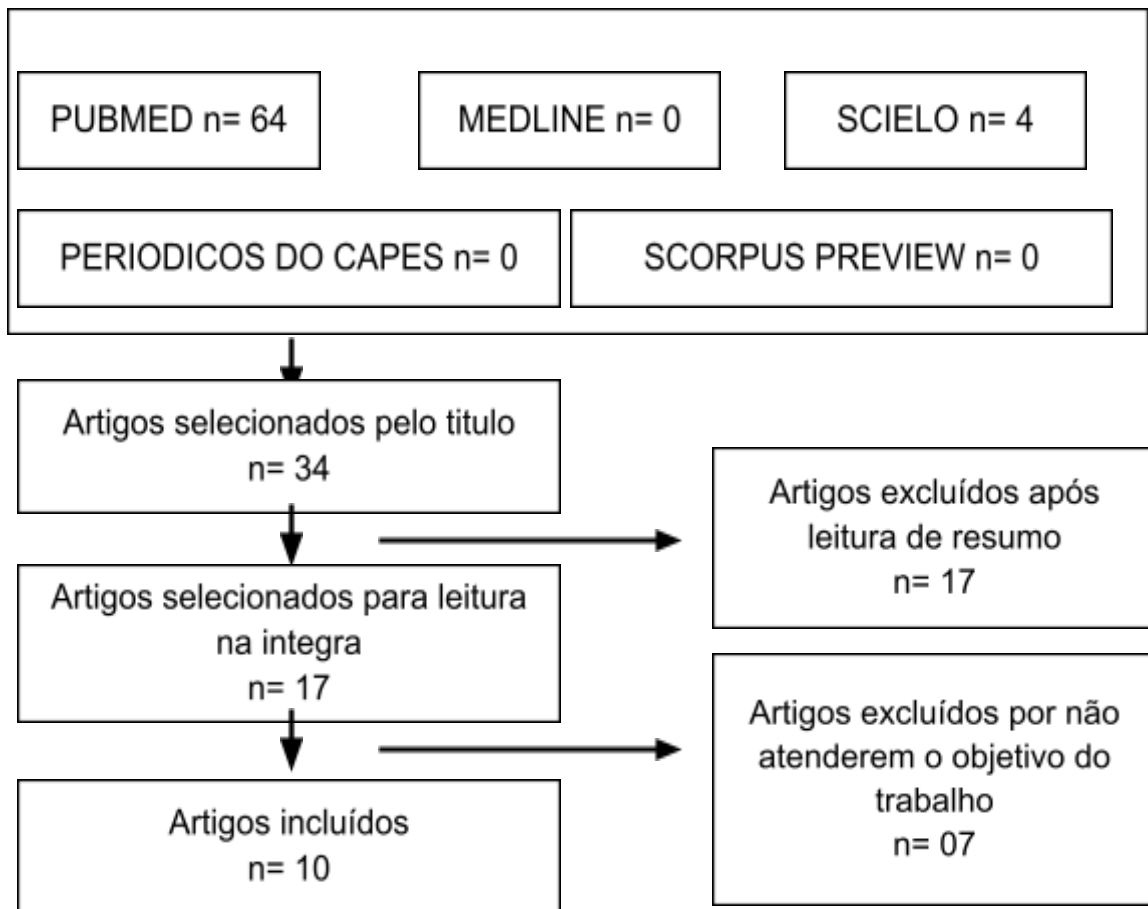 PUBMED n= 64
MEDLINE n= 0
SCIELO n= 4
PERIODICOS DO CAPES n= 0
SCORPUS PREVIEW n= 0
Artigos selecionados pelo titulo
n= 34
Artigos excluídos após
leitura de resumo
n= 17
Artigos selecionados para leitura
na integra
n= 17
Artigos excluídos por não
atenderem o objetivo do
trabalho
n= 07
Artigos incluídos
n= 10